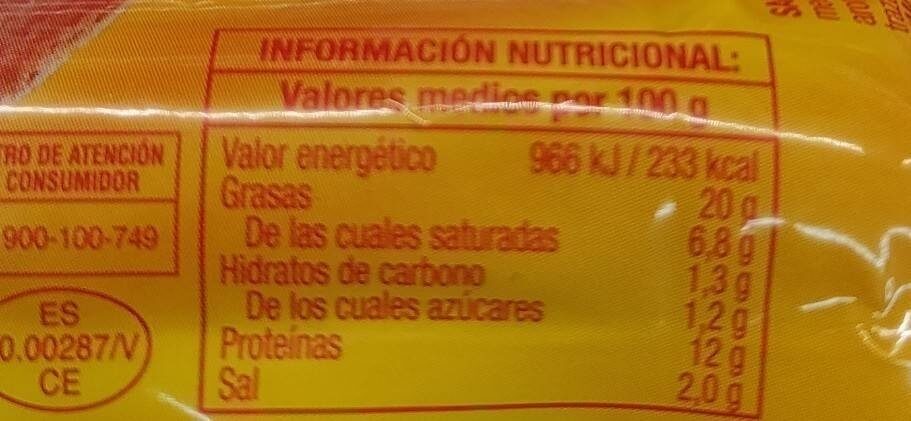 INFORMACIÓN NUTRICIONAL:
Valores medios por 100 g
Valor energético 966 kJ / 233 kcal
Grasas 20 g
De las cuales saturadas 6,8 g
Hidratos de carbono 1,3 g
De los cuales azúcares 1,2 g
Proteínas 12 g
Sal 2,0 g
TRO DE ATENCIÓN
CONSUMIDOR
900-100-749
ES
0.00287/V
CE